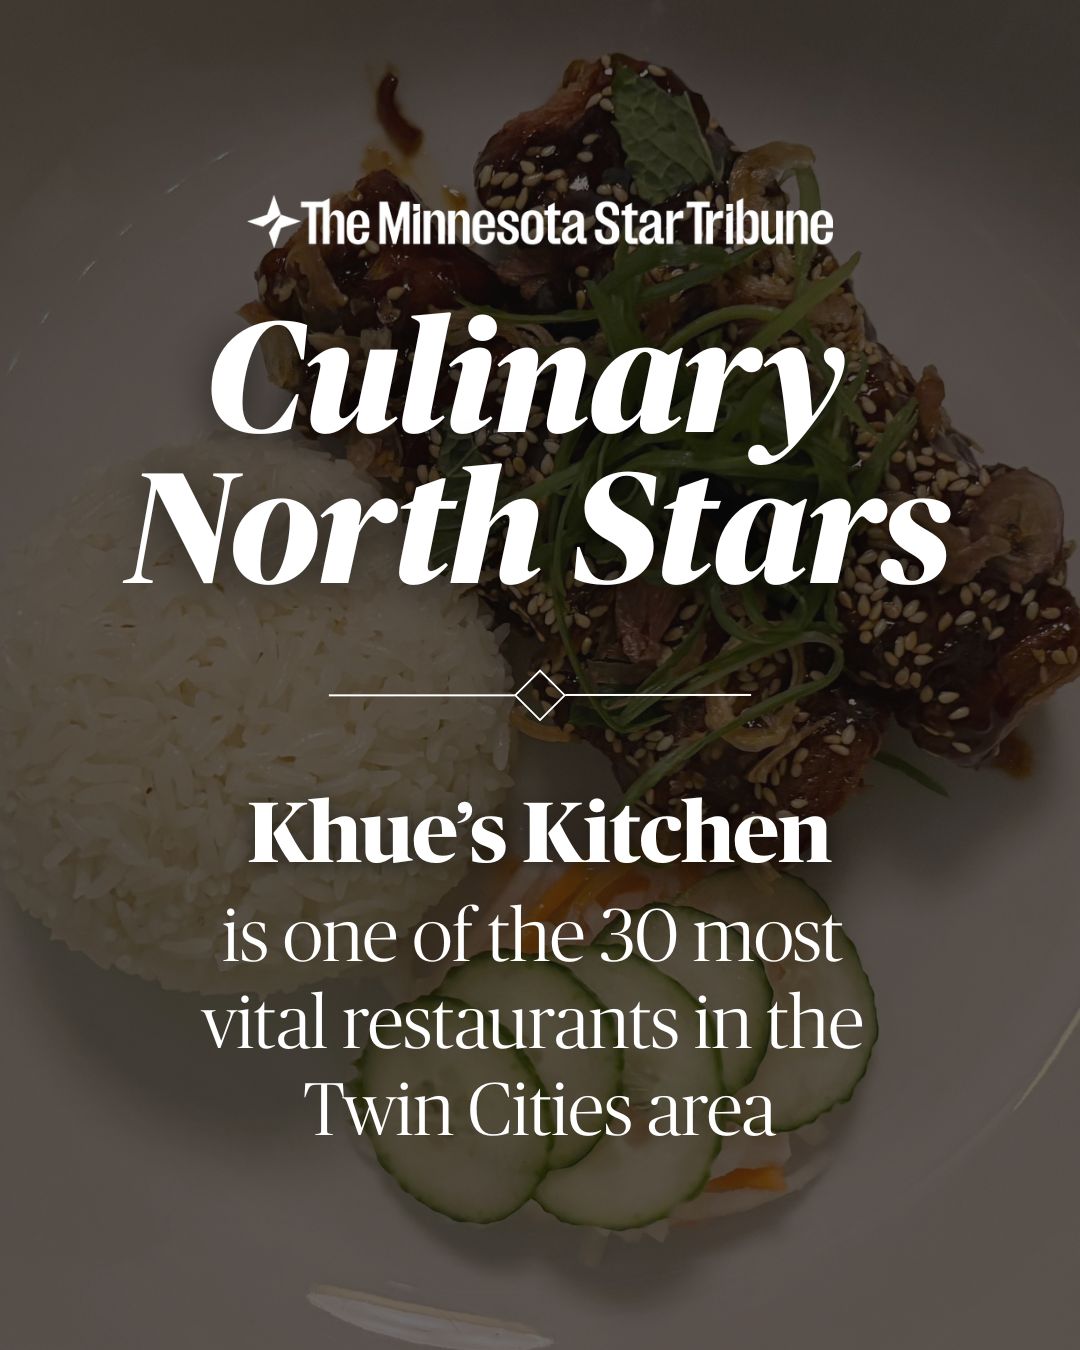 The Minnesota Star Tribune
Culinary
North Stars
Khue’s Kitchen
is one of the 30 most
vital restaurants in the
Twin Cities area